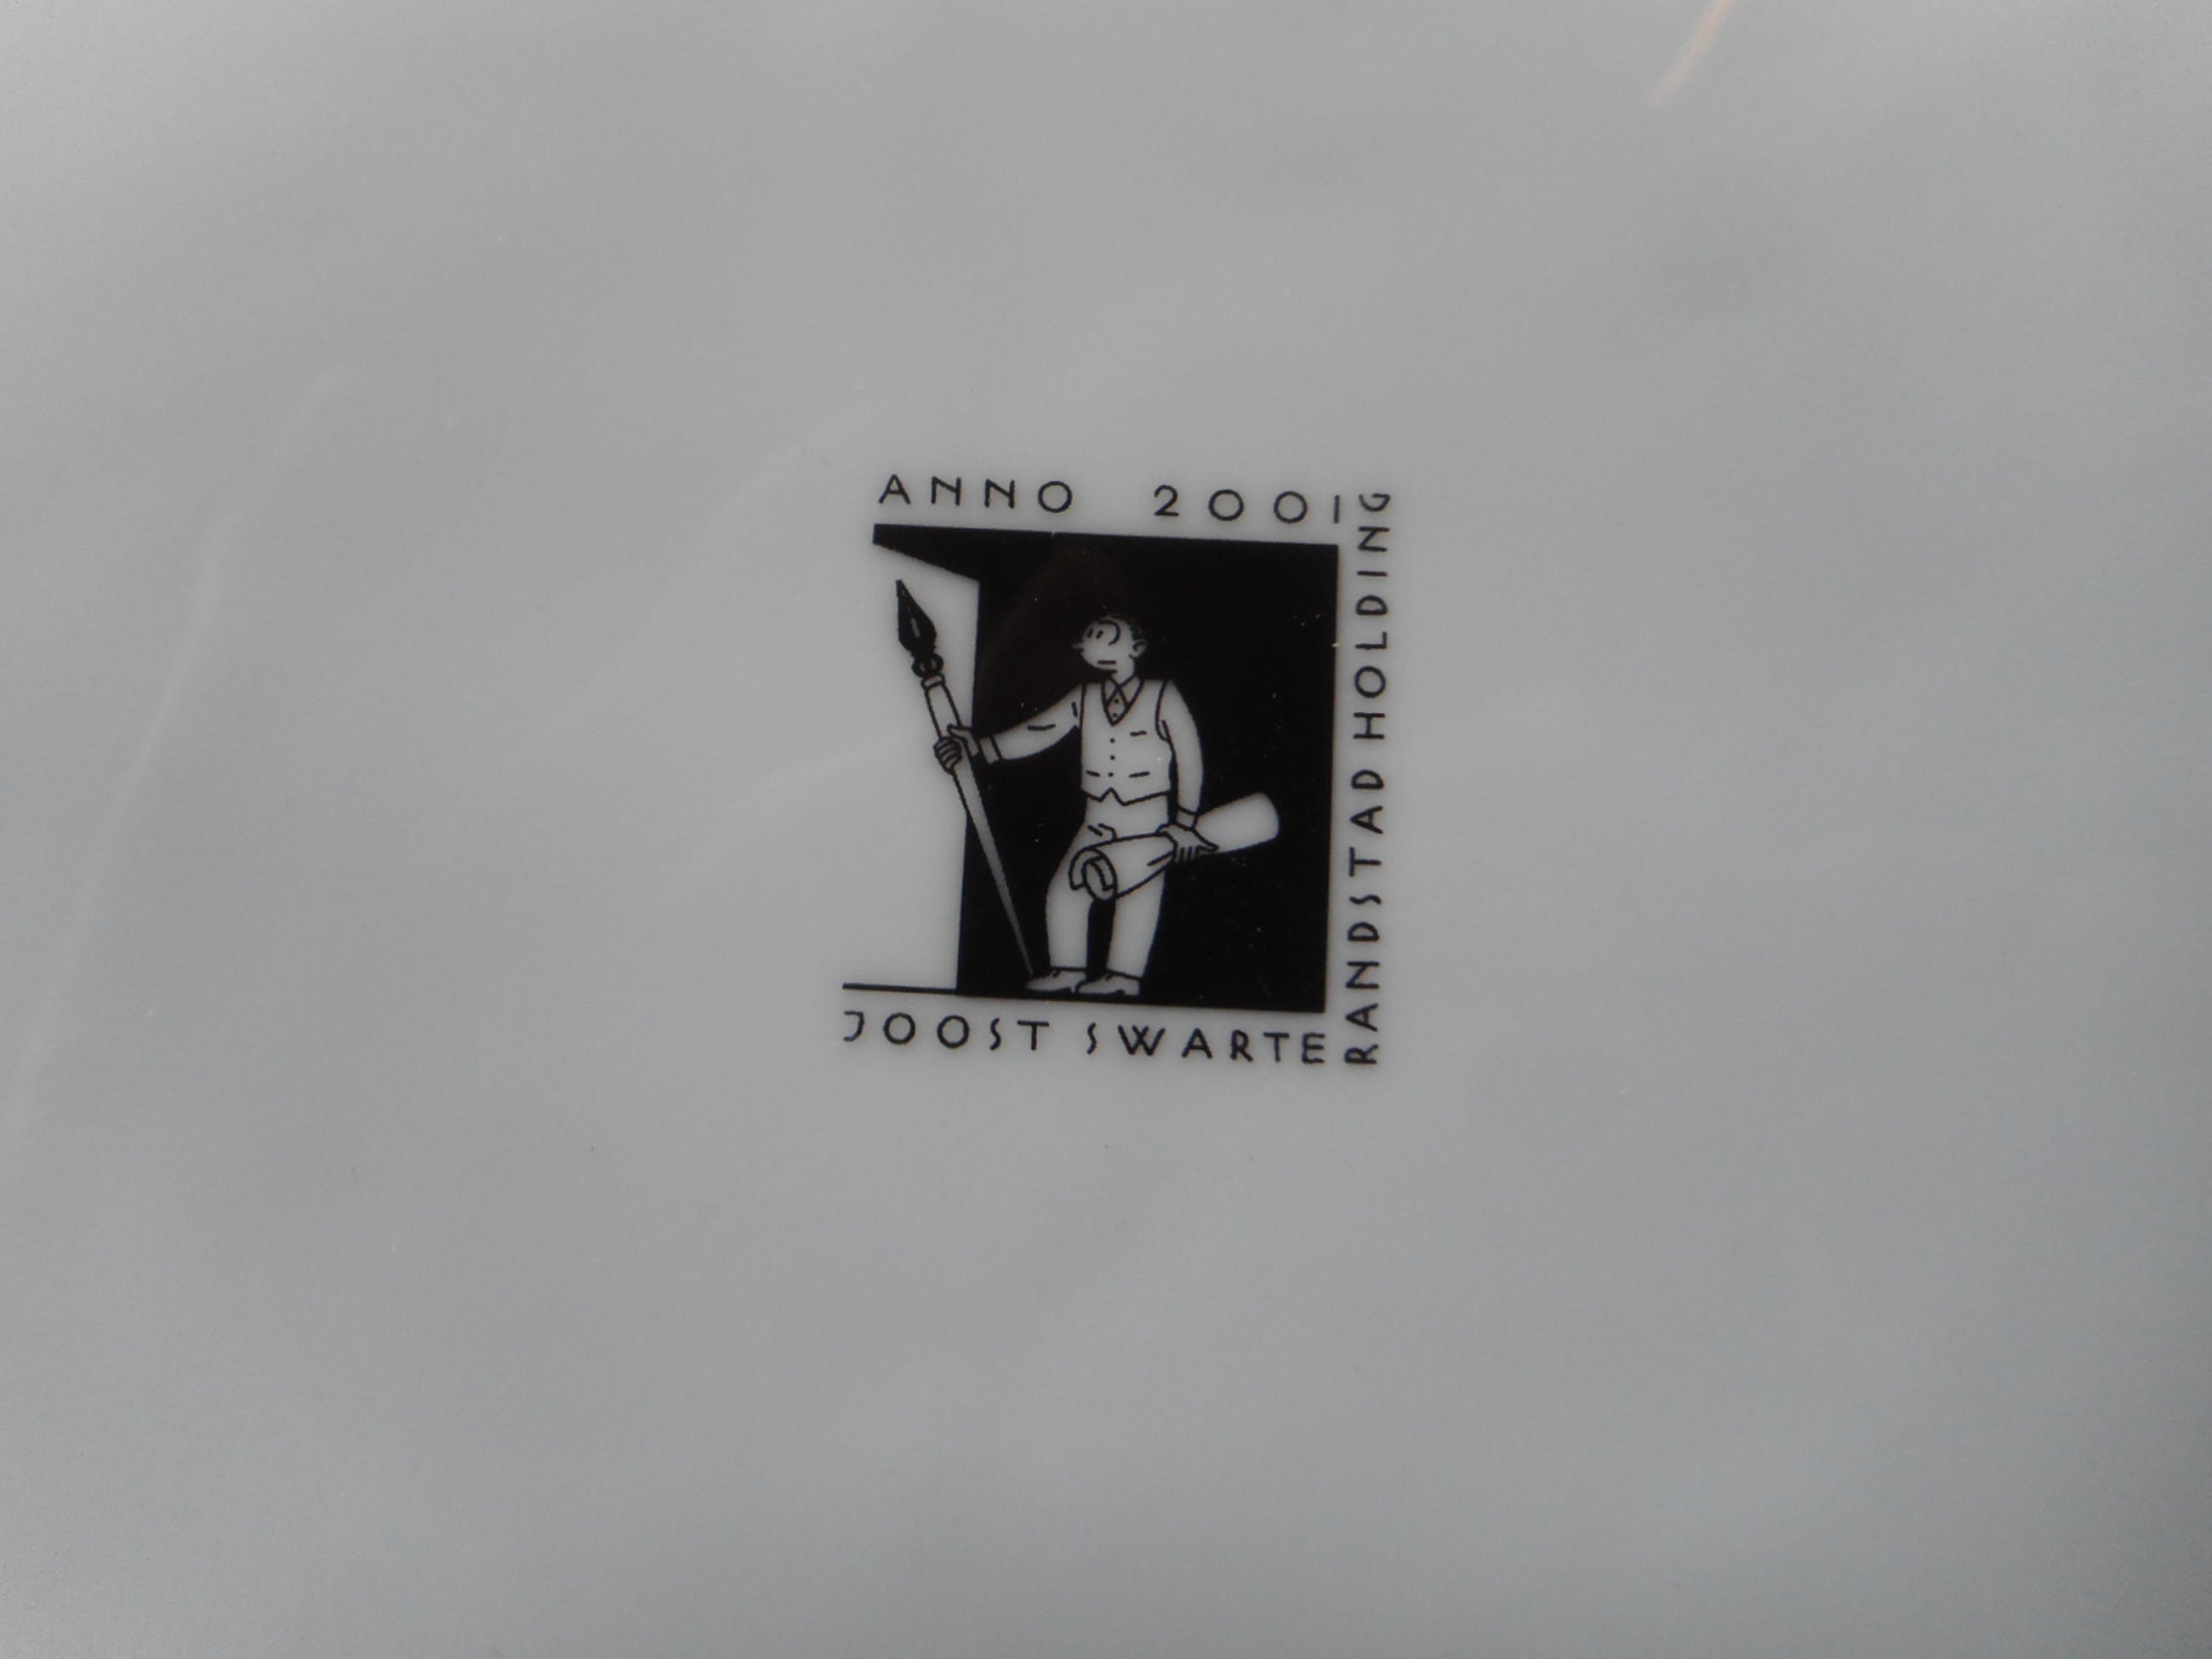 ANNO 2001
RANDSTAD HOLDING
JOOST SWARTE